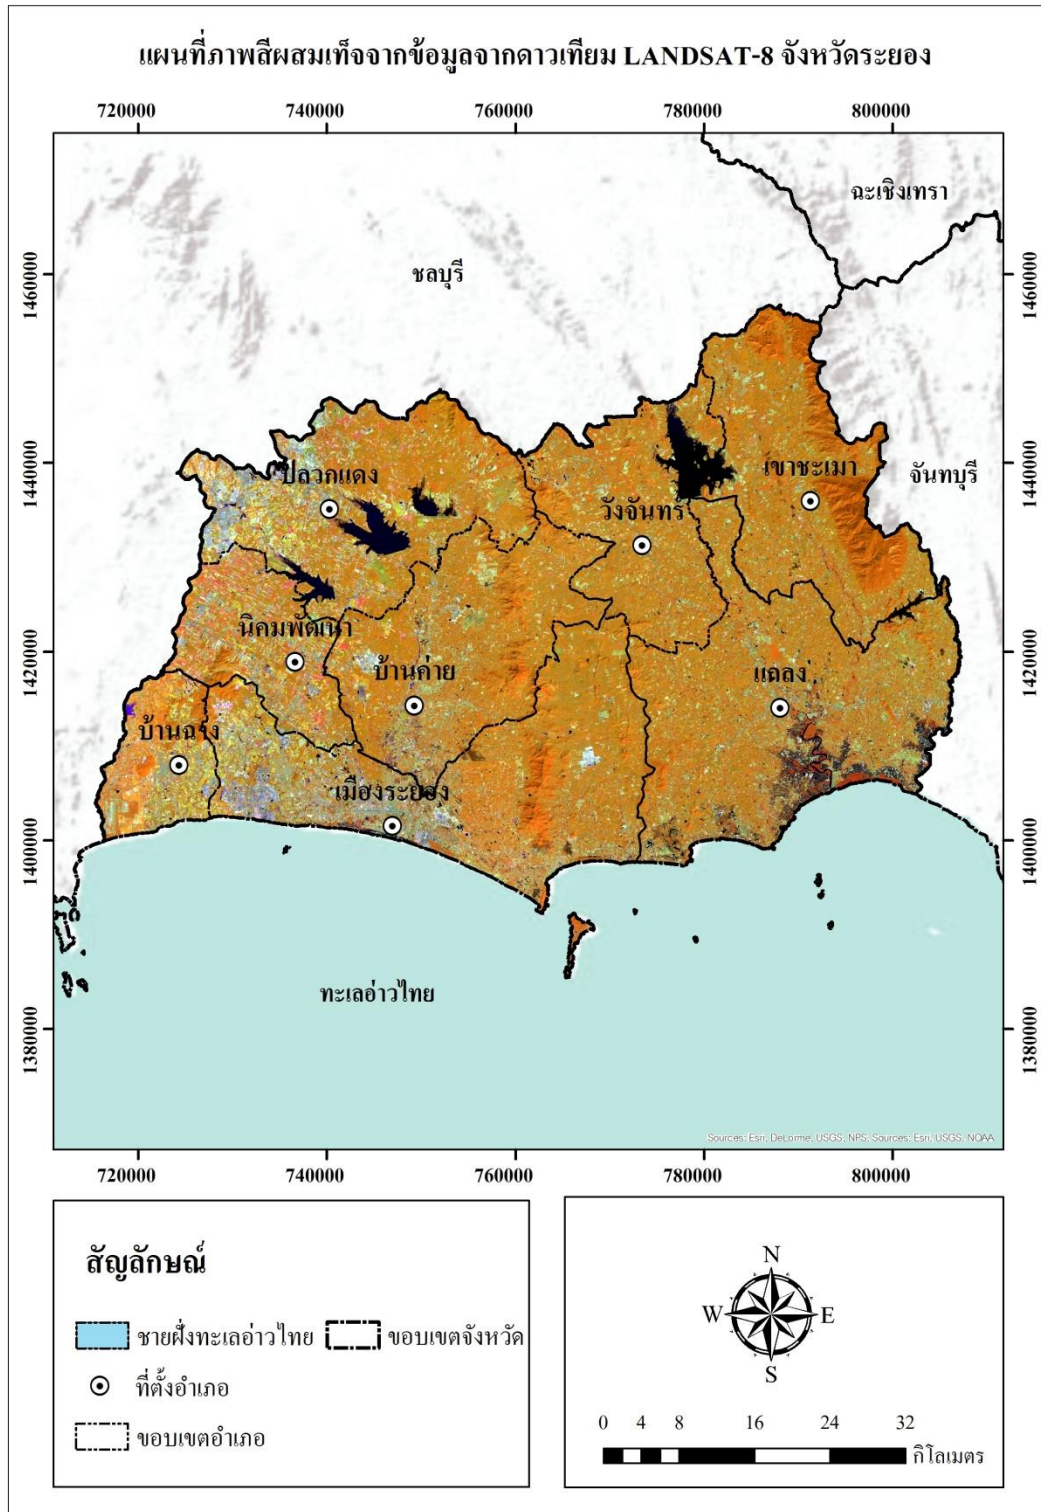 แผนที่ภาพสีผสมเท็จจากข้อมูลจากดาวเทียม LANDSAT-8 จังหวัดระยอง
720000 740000 760000 780000 800000
ฉะเชิงเทรา
1460000 ชลบุรี 1460000
1440000 ปลวกแดง เขาชะเมา จันทบุรี 1440000
วังจันทร์
นิคมพัฒนา
1420000 บ้านค่าย แกลง 1420000
บ้านฉาง
เมืองระยอง
1400000 1400000
ทะเลอ่าวไทย
1380000 1380000
Sources: Esri, DeLorme, USGS, NPS, Sources: Esri, USGS, NOAA
720000 740000 760000 780000 800000
สัญลักษณ์
ชายฝั่งทะเลอ่าวไทย ขอบเขตจังหวัด
ที่ตั้งอำเภอ
ขอบเขตอำเภอ
N
W E
S
0 4 8 16 24 32
กิโลเมตร